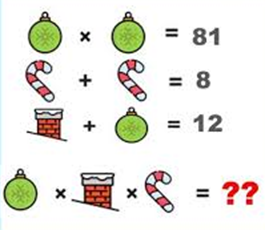 × = 81
+ = 8
+ = 12
× × = ??